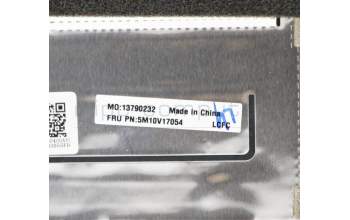 MO:13790232 Made in China
FRU PN:5M10V17054 LCFC